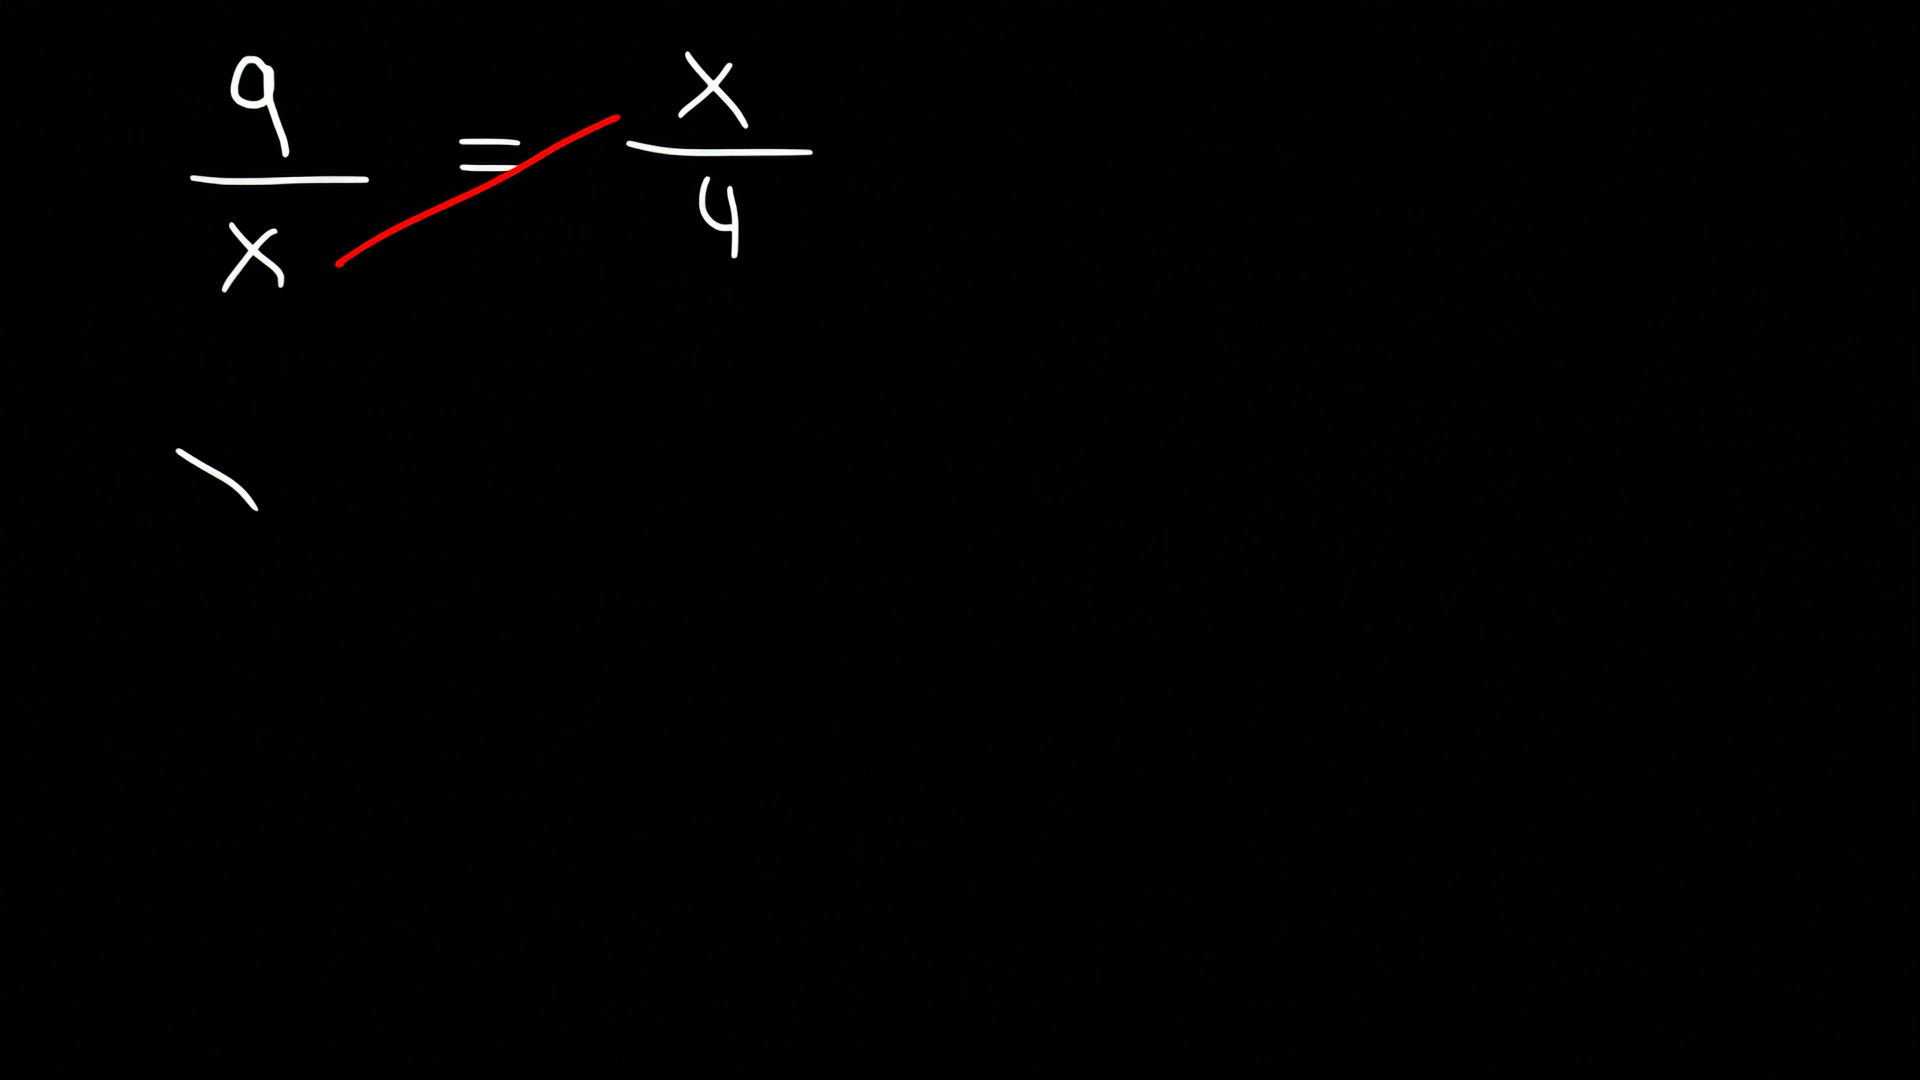 9/x = x/4